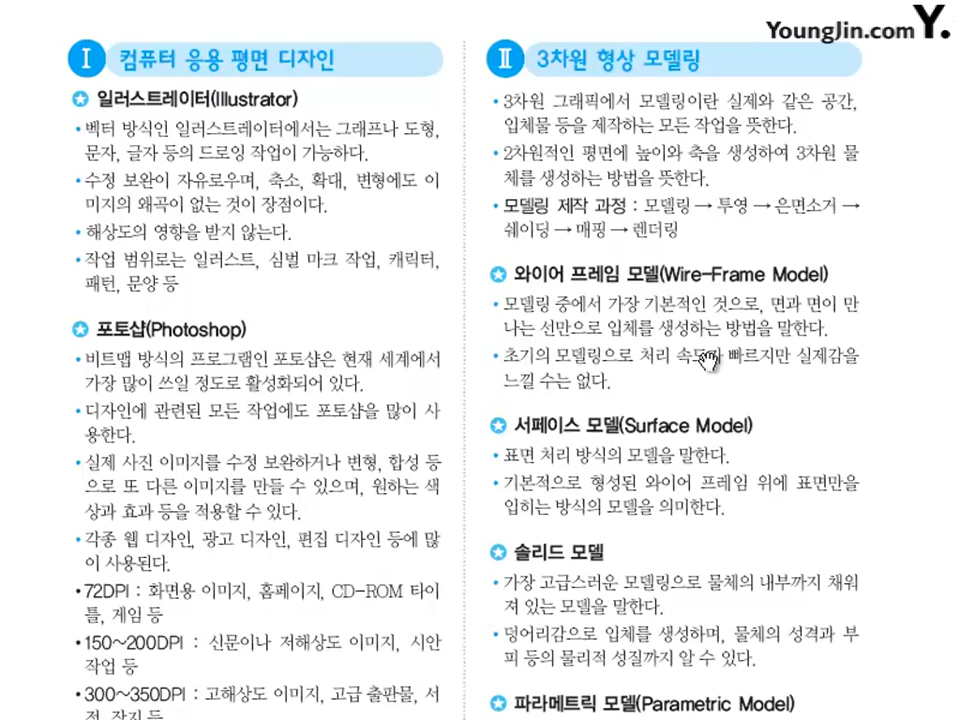 YoungJin.com Y.
Ⅰ 컴퓨터 응용 평면 디자인
일러스트레이터(Illustrator)
• 벡터 방식인 일러스트레이터에서는 그래프나 도형,
문자, 글자 등의 드로잉 작업이 가능하다.
• 수정 보완이 자유로우며, 축소, 확대, 변형에도 이
미지의 왜곡이 없는 것이 장점이다.
• 해상도의 영향을 받지 않는다.
• 작업 범위로는 일러스트, 심벌 마크 작업, 캐릭터,
패턴, 문양 등
포토샵(Photoshop)
• 비트맵 방식의 프로그램인 포토샵은 현재 세계에서
가장 많이 쓰일 정도로 활성화되어 있다.
• 디자인에 관련된 모든 작업에도 포토샵을 많이 사
용한다.
• 실제 사진 이미지를 수정 보완하거나 변형, 합성 등
으로 또 다른 이미지를 만들 수 있으며, 원하는 색
상과 효과 등을 적용할 수 있다.
• 각종 웹 디자인, 광고 디자인, 편집 디자인 등에 많
이 사용된다.
• 72DPI : 화면용 이미지, 홈페이지, CD-ROM 타이
틀, 게임 등
• 150~200DPI : 신문이나 저해상도 이미지, 시안
작업 등
• 300~350DPI : 고해상도 이미지, 고급 출판물, 서
적, 잡지 등
Ⅱ 3차원 형상 모델링
• 3차원 그래픽에서 모델링이란 실제와 같은 공간,
입체물 등을 제작하는 모든 작업을 뜻한다.
• 2차원적인 평면에 높이와 축을 생성하여 3차원 물
체를 생성하는 방법을 뜻한다.
• 모델링 제작 과정 : 모델링 → 투영 → 은면소거 →
쉐이딩 → 매핑 → 렌더링
와이어 프레임 모델(Wire-Frame Model)
• 모델링 중에서 가장 기본적인 것으로, 면과 면이 만
나는 선만으로 입체를 생성하는 방법을 말한다.
• 초기의 모델링으로 처리 속도가 빠르지만 실제감을
느낄 수는 없다.
서페이스 모델(Surface Model)
• 표면 처리 방식의 모델을 말한다.
• 기본적으로 형성된 와이어 프레임 위에 표면만을
입히는 방식의 모델을 의미한다.
솔리드 모델
• 가장 고급스러운 모델링으로 물체의 내부까지 채워
져 있는 모델을 말한다.
• 덩어리감으로 입체를 생성하며, 물체의 성격과 부
피 등의 물리적 성질까지 알 수 있다.
파라메트릭 모델(Parametric Model)